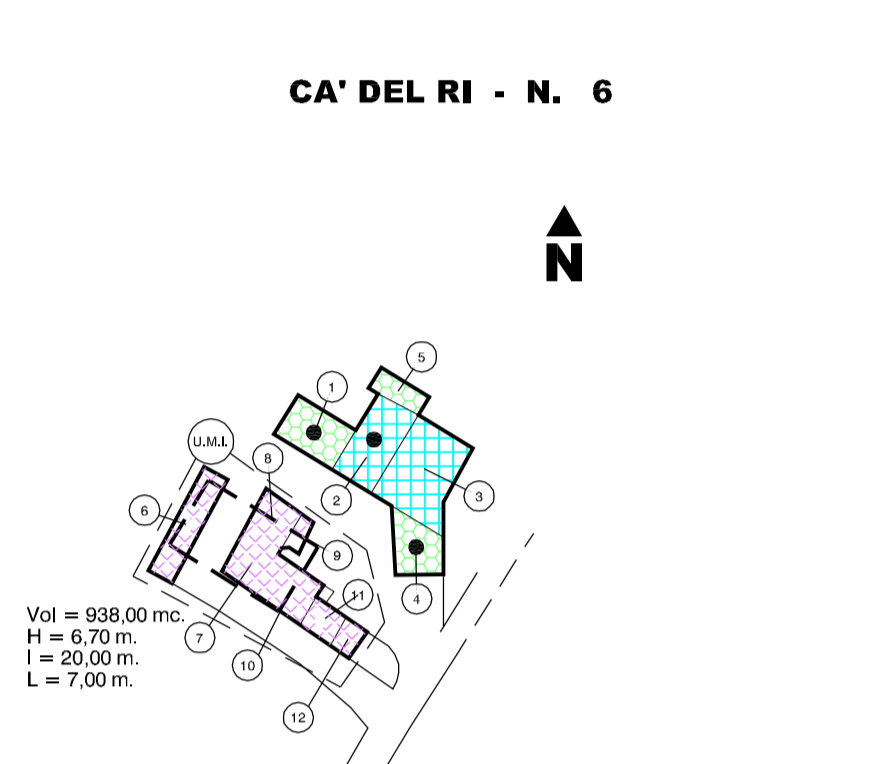 CA' DEL RI - N. 6
N
5
1
U.M.I.
8
2
3
6
9
11
4
Vol = 938,00 mc.
H = 6,70 m.
l = 20,00 m.
L = 7,00 m.
7
10
12